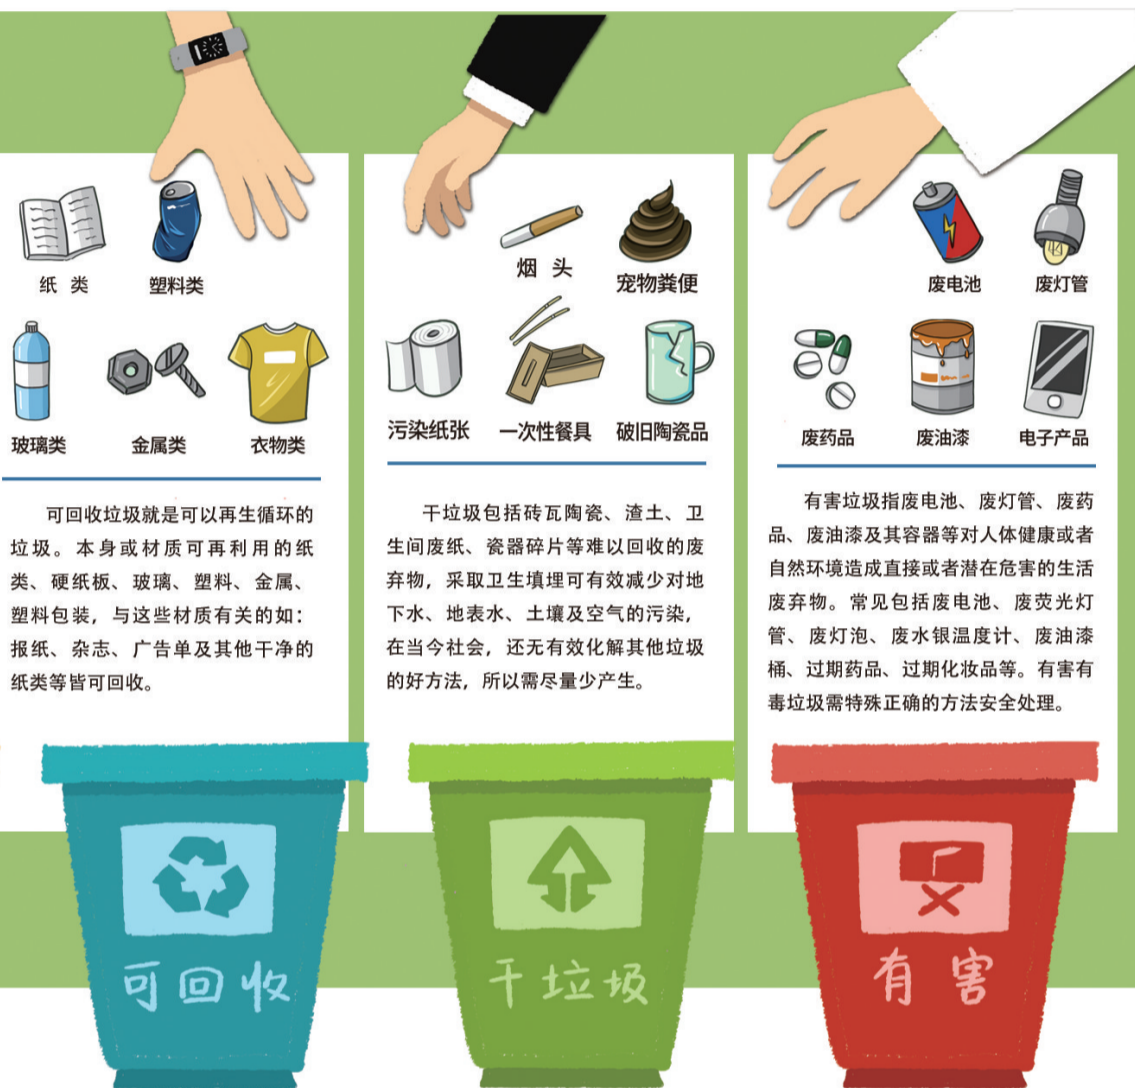 纸 类
塑料类
玻璃类
金属类
衣物类
可回收垃圾就是可以再生循环的
垃圾。本身或材质可再利用的纸
类、硬纸板、玻璃、塑料、金属、
塑料包装，与这些材质有关的如：
报纸、杂志、广告单及其他干净的
纸类等皆可回收。
可回收
烟 头
宠物粪便
污染纸张
一次性餐具
破旧陶瓷品
干垃圾包括砖瓦陶瓷、渣土、卫
生间废纸、瓷器碎片等难以回收的废
弃物，采取卫生填埋可有效减少对地
下水、地表水、土壤及空气的污染，
在当今社会，还无有效化解其他垃圾
的好方法，所以需尽量少产生。
干垃圾
废电池
废灯管
废药品
废油漆
电子产品
有害垃圾指废电池、废灯管、废药
品、废油漆及其容器等对人体健康或者
自然环境造成直接或者潜在危害的生活
废弃物。常见包括废电池、废荧光灯
管、废灯泡、废水银温度计、废油漆
桶、过期药品、过期化妆品等。有害有
毒垃圾需特殊正确的方法安全处理。
有害